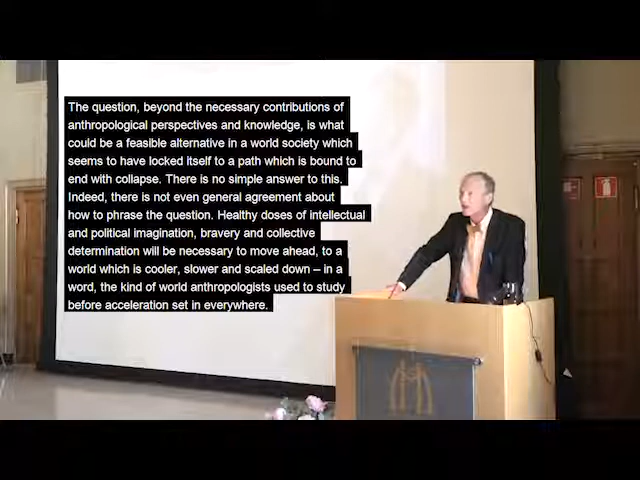 The question, beyond the necessary contributions of
anthropological perspectives and knowledge, is what
could be a feasible alternative in a world society which
seems to have locked itself to a path which is bound to
end with collapse. There is no simple answer to this.
Indeed, there is not even general agreement about
how to phrase the question. Healthy doses of intellectual
and political imagination, bravery and collective
determination will be necessary to move ahead, to a
world which is cooler, slower and scaled down – in a
word, the kind of world anthropologists used to study
before acceleration set in everywhere.